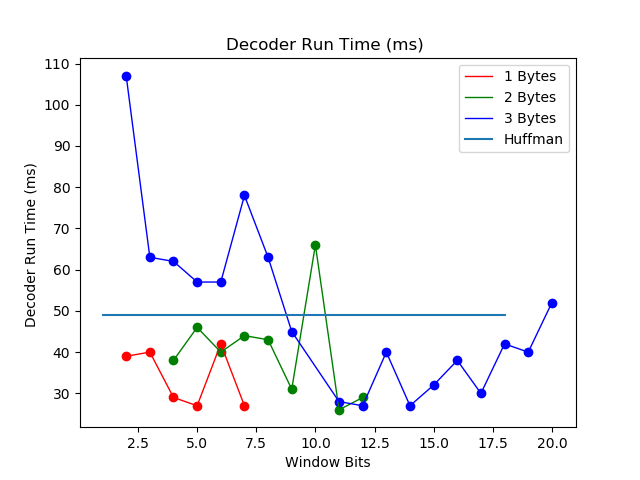 Decoder Run Time (ms)
1 Bytes
2 Bytes
3 Bytes
Huffman
Decoder Run Time (ms)
110
100
90
80
70
60
50
40
30
2.5 5.0 7.5 10.0 12.5 15.0 17.5 20.0
Window Bits